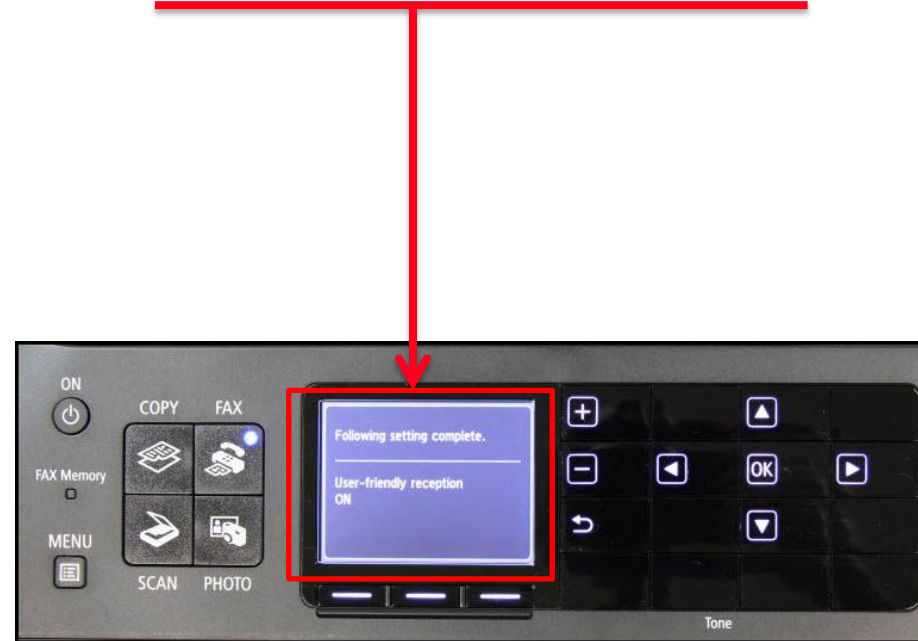 ON
COPY FAX
Following setting complete.
User-friendly reception
ON
FAX Memory
OK
MENU
SCAN PHOTO
Tone